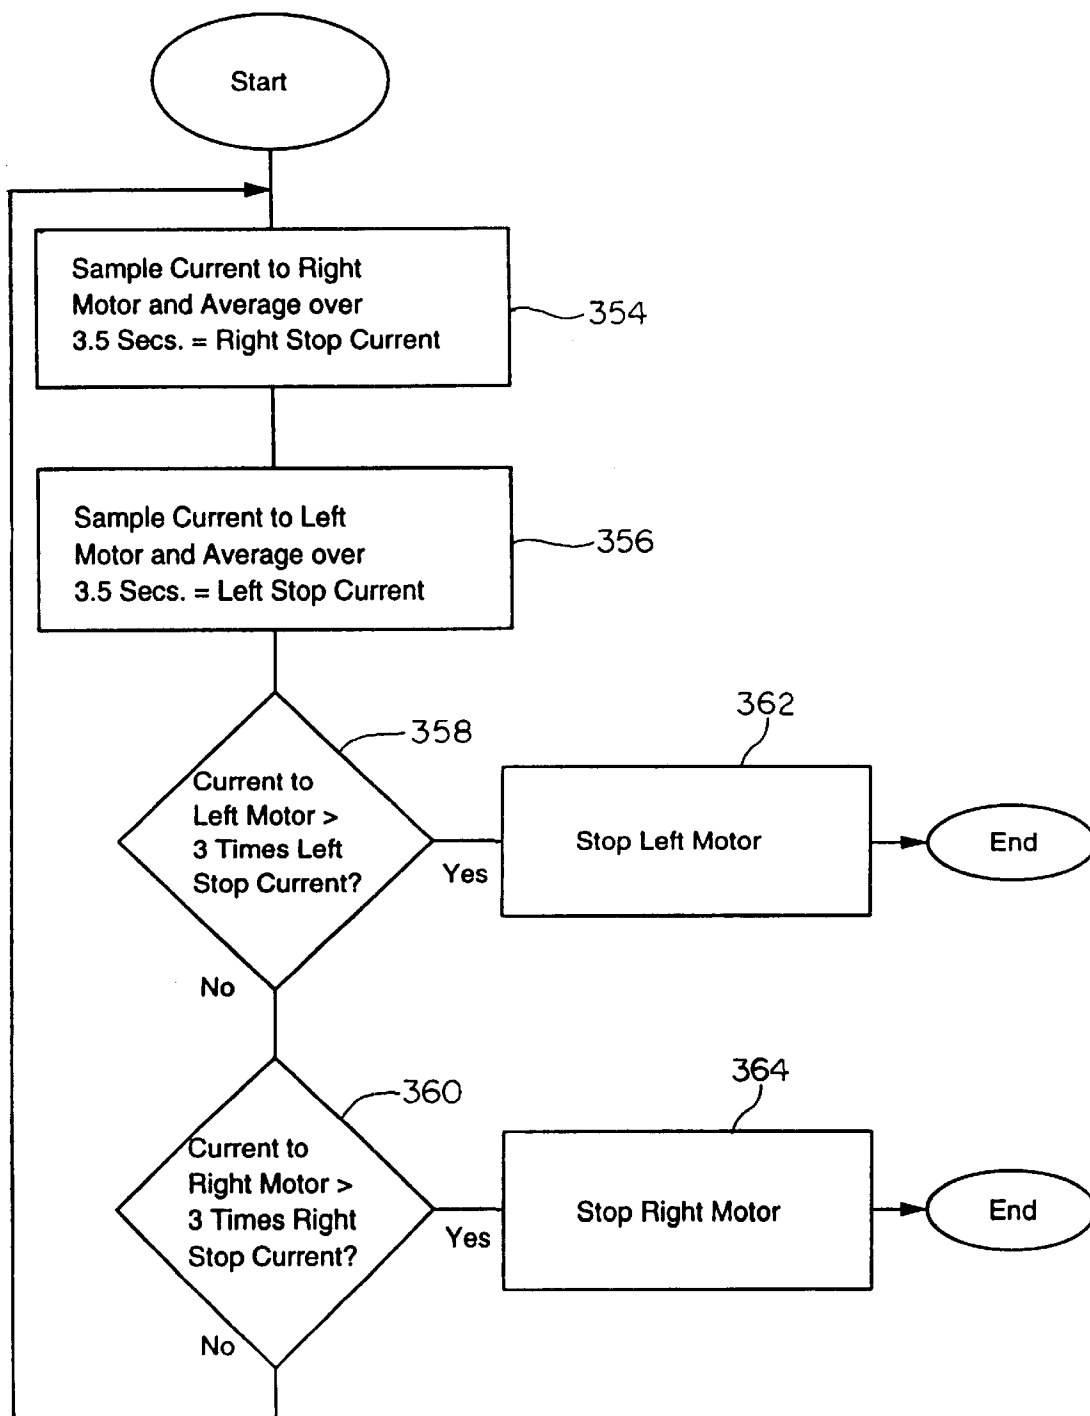 Start
Sample Current to Right
Motor and Average over
3.5 Secs. = Right Stop Current
354
Sample Current to Left
Motor and Average over
3.5 Secs. = Left Stop Current
356
358
Current to
Left Motor >
3 Times Left
Stop Current?
Yes
No
362
Stop Left Motor
End
360
Current to
Right Motor >
3 Times Right
Stop Current?
Yes
No
364
Stop Right Motor
End